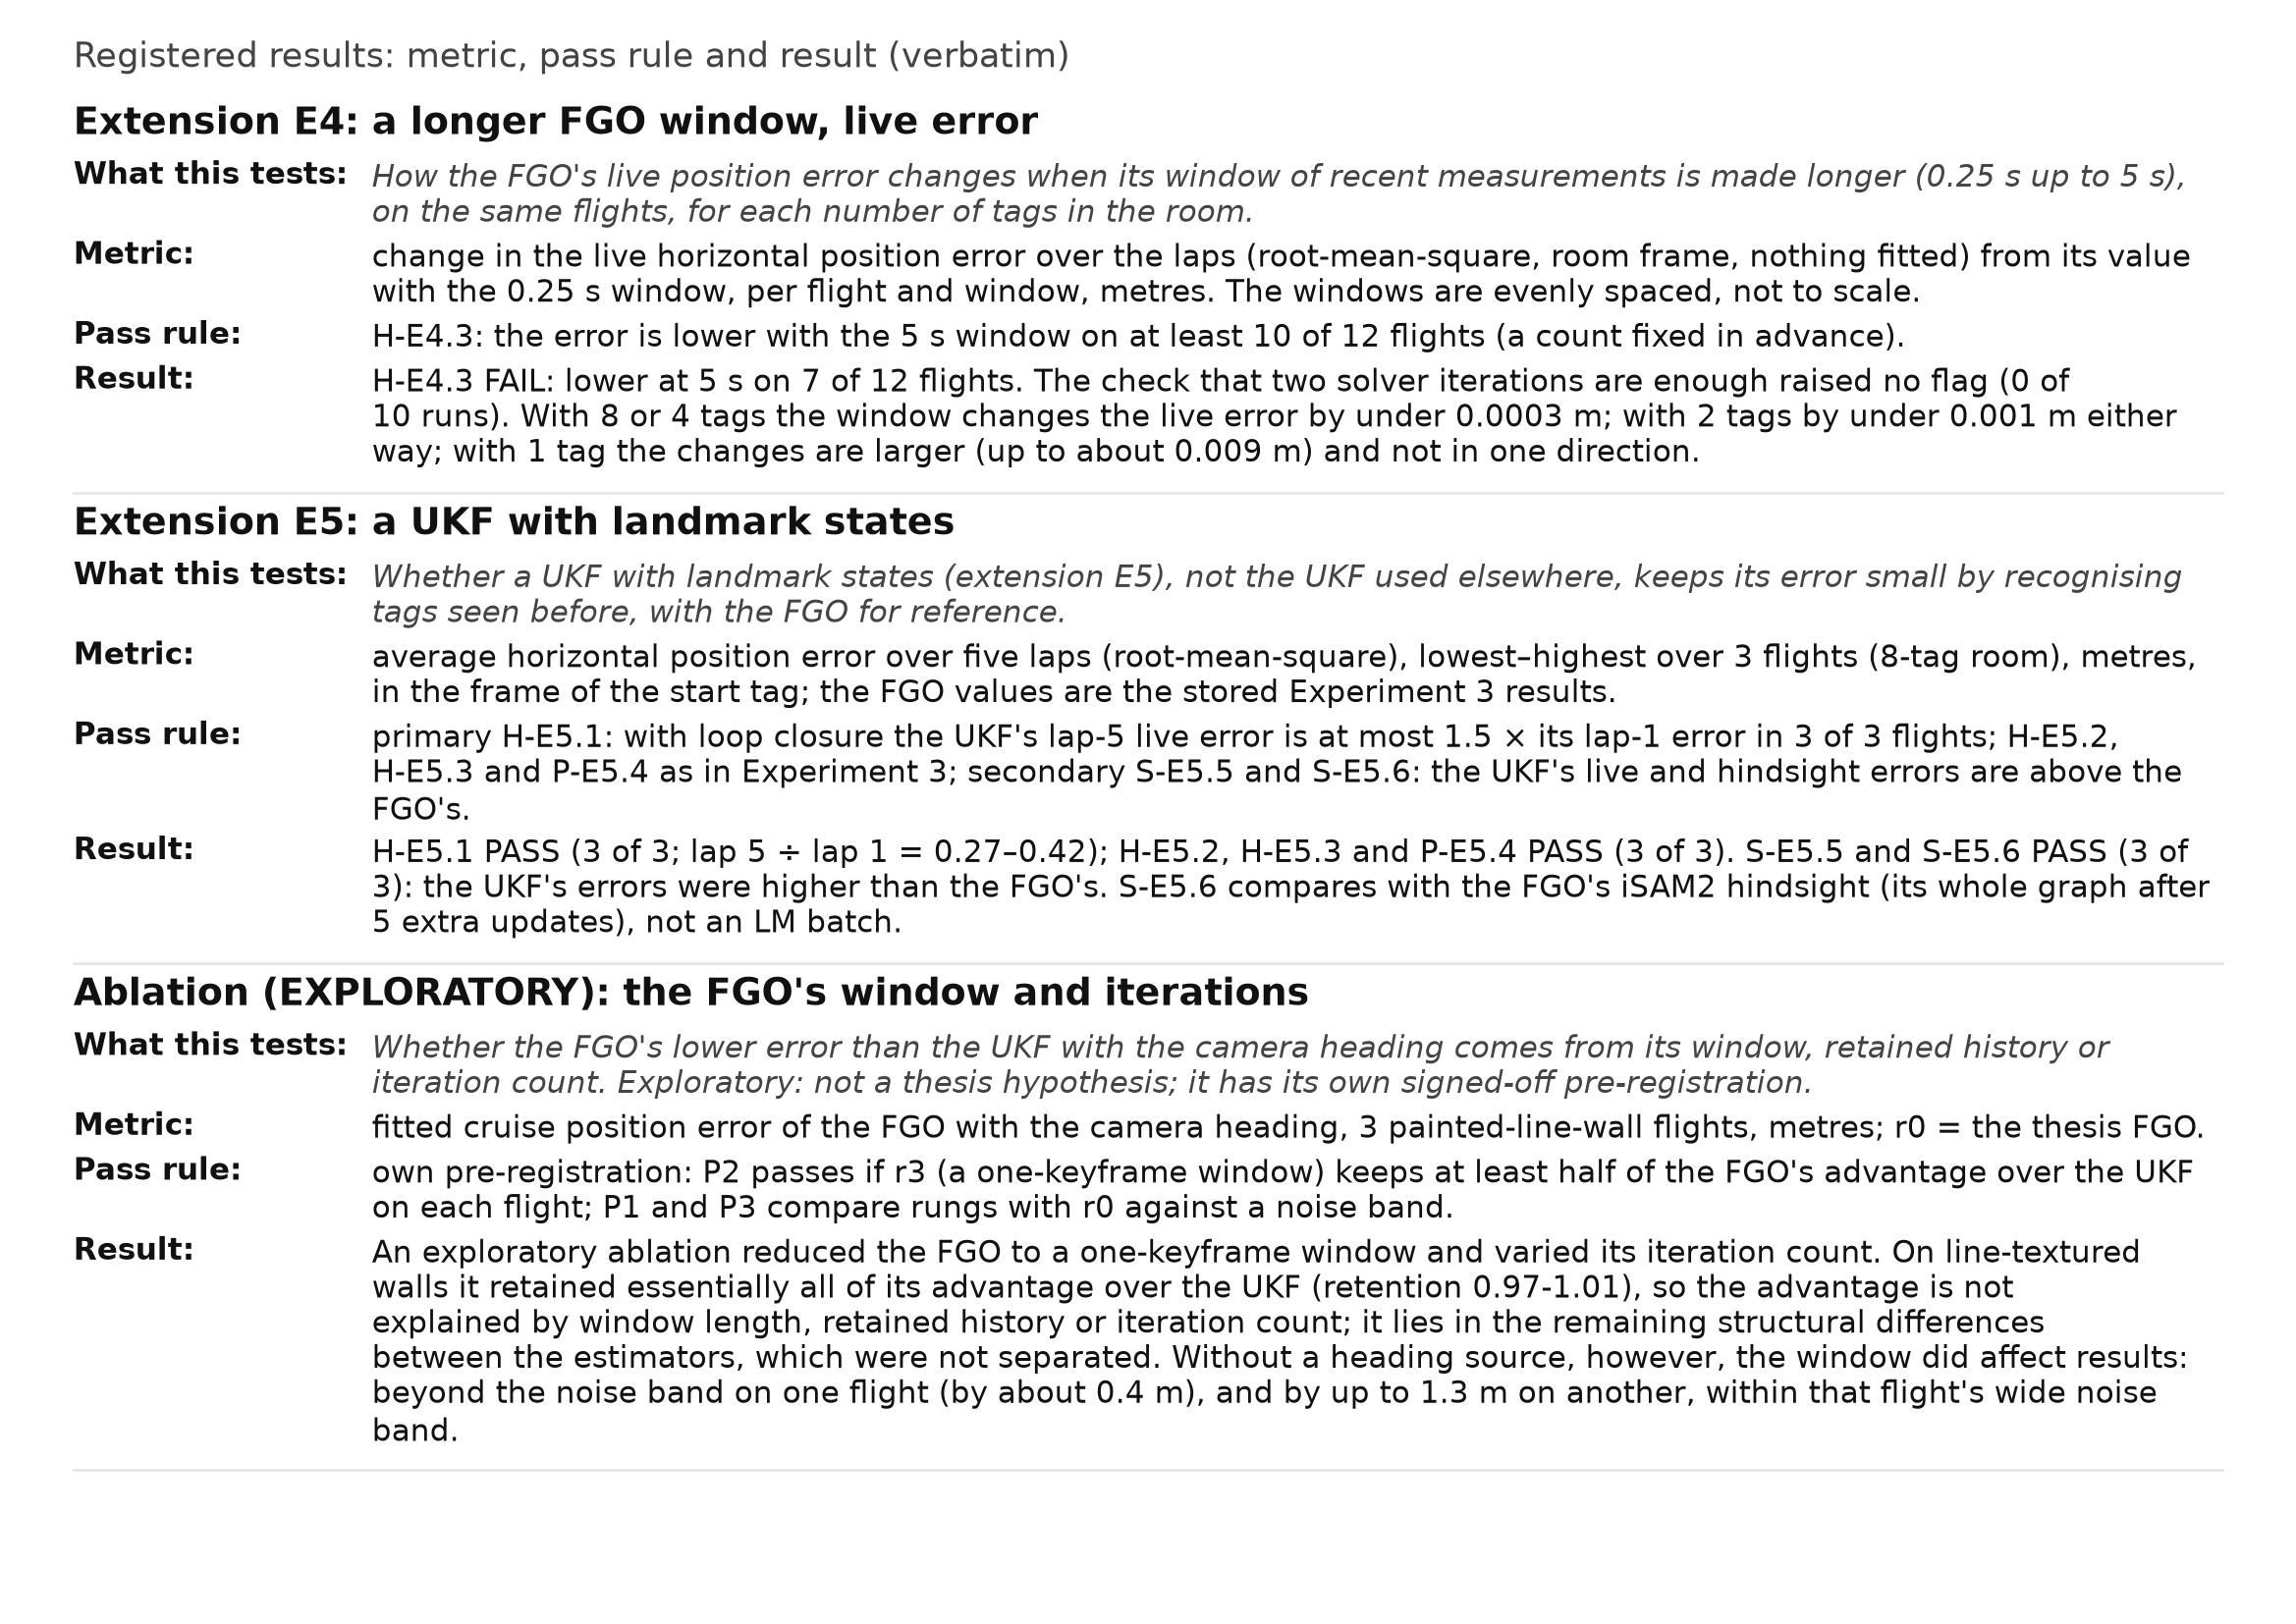 Registered results: metric, pass rule and result (verbatim)
Extension E4: a longer FGO window, live error
What this tests: How the FGO's live position error changes when its window of recent measurements is made longer (0.25 s up to 5 s),
on the same flights, for each number of tags in the room.
Metric: change in the live horizontal position error over the laps (root-mean-square, room frame, nothing fitted) from its value
with the 0.25 s window, per flight and window, metres. The windows are evenly spaced, not to scale.
Pass rule: H-E4.3: the error is lower with the 5 s window on at least 10 of 12 flights (a count fixed in advance).
Result: H-E4.3 FAIL: lower at 5 s on 7 of 12 flights. The check that two solver iterations are enough raised no flag (0 of
10 runs). With 8 or 4 tags the window changes the live error by under 0.0003 m; with 2 tags by under 0.001 m either
way; with 1 tag the changes are larger (up to about 0.009 m) and not in one direction.
Extension E5: a UKF with landmark states
What this tests: Whether a UKF with landmark states (extension E5), not the UKF used elsewhere, keeps its error small by recognising
tags seen before, with the FGO for reference.
Metric: average horizontal position error over five laps (root-mean-square), lowest–highest over 3 flights (8-tag room), metres,
in the frame of the start tag; the FGO values are the stored Experiment 3 results.
Pass rule: primary H-E5.1: with loop closure the UKF's lap-5 live error is at most 1.5 × its lap-1 error in 3 of 3 flights; H-E5.2,
H-E5.3 and P-E5.4 as in Experiment 3; secondary S-E5.5 and S-E5.6: the UKF's live and hindsight errors are above the
FGO's.
Result: H-E5.1 PASS (3 of 3; lap 5 ÷ lap 1 = 0.27–0.42); H-E5.2, H-E5.3 and P-E5.4 PASS (3 of 3). S-E5.5 and S-E5.6 PASS (3 of
3): the UKF's errors were higher than the FGO's. S-E5.6 compares with the FGO's iSAM2 hindsight (its whole graph after
5 extra updates), not an LM batch.
Ablation (EXPLORATORY): the FGO's window and iterations
What this tests: Whether the FGO's lower error than the UKF with the camera heading comes from its window, retained history or
iteration count. Exploratory: not a thesis hypothesis; it has its own signed-off pre-registration.
Metric: fitted cruise position error of the FGO with the camera heading, 3 painted-line-wall flights, metres; r0 = the thesis FGO.
Pass rule: own pre-registration: P2 passes if r3 (a one-keyframe window) keeps at least half of the FGO's advantage over the UKF
on each flight; P1 and P3 compare rungs with r0 against a noise band.
Result: An exploratory ablation reduced the FGO to a one-keyframe window and varied its iteration count. On line-textured
walls it retained essentially all of its advantage over the UKF (retention 0.97-1.01), so the advantage is not
explained by window length, retained history or iteration count; it lies in the remaining structural differences
between the estimators, which were not separated. Without a heading source, however, the window did affect results:
beyond the noise band on one flight (by about 0.4 m), and by up to 1.3 m on another, within that flight's wide noise
band.